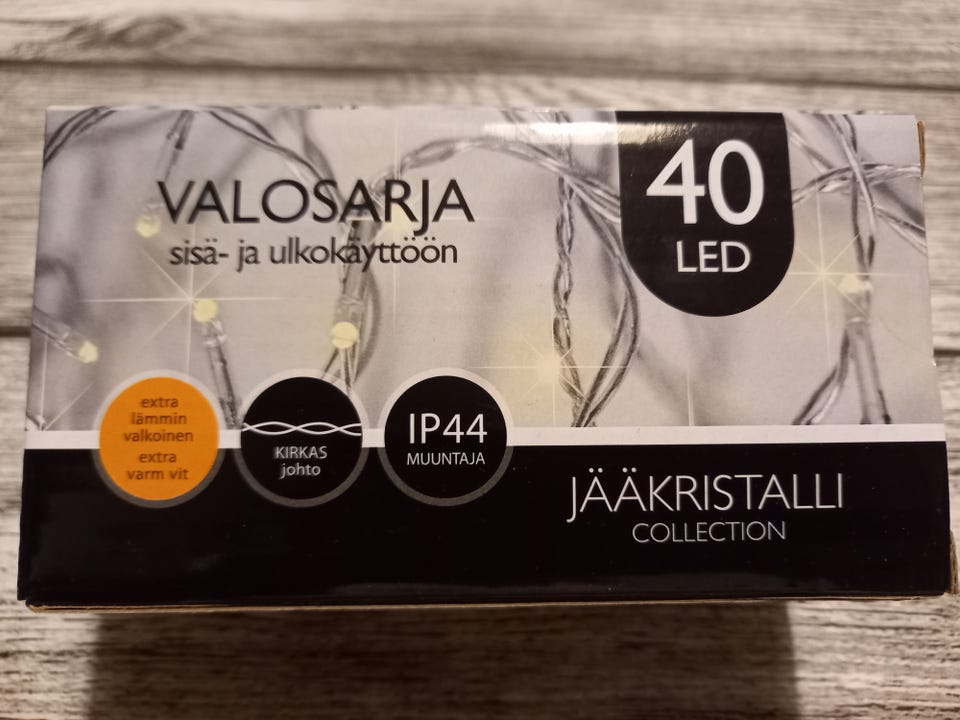 VALOSARJA
sisä- ja ulkokäyttöön
40
LED
extra
lämmin
valkoinen
extra
varm vit
KIRKAS
johto
IP44
MUUNTAJA
JÄÄKRISTALLI
COLLECTION